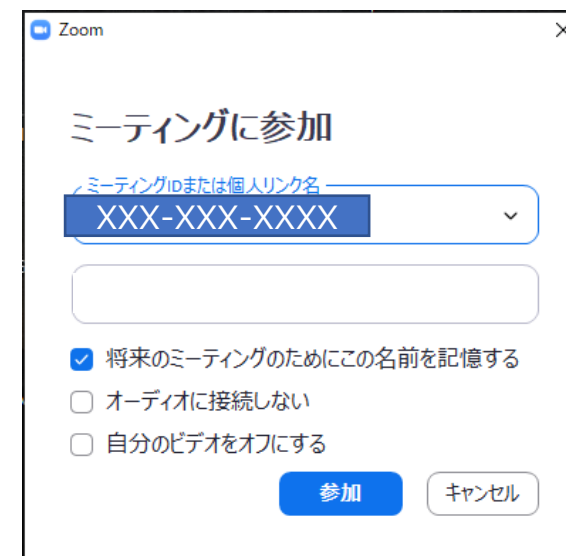 Zoom
ミーティングに参加
ミーティングIDまたは個人リンク名
XXX-XXX-XXXX
将来のミーティングのためにこの名前を記憶する
オーディオに接続しない
自分のビデオをオフにする
参加 キャンセル